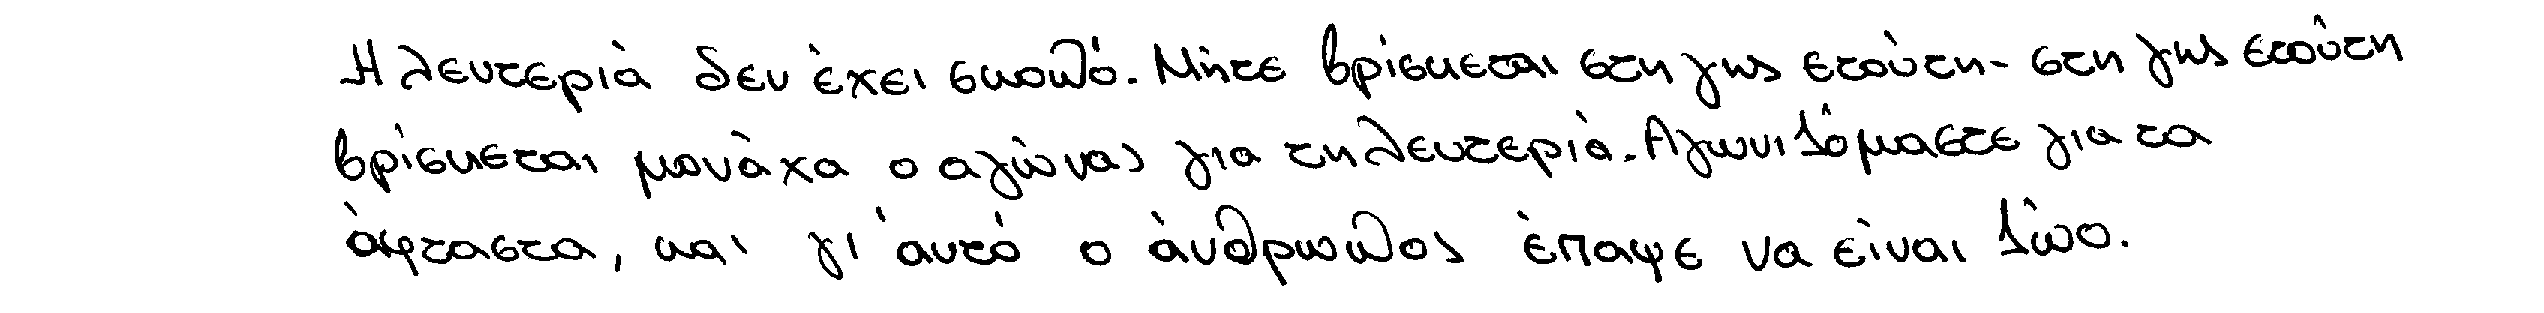 Η λευτεριά δεν έχει σκοπό. Μήτε βρίσκεται στη γης ετούτη- στη γης ετούτη
βρίσκεται μονάχα ο αγώνας για τη λευτεριά. Αγωνιζόμαστε για τα
άφταστα, και γι' αυτό ο άνθρωπος έπαψε να είναι ζώο.